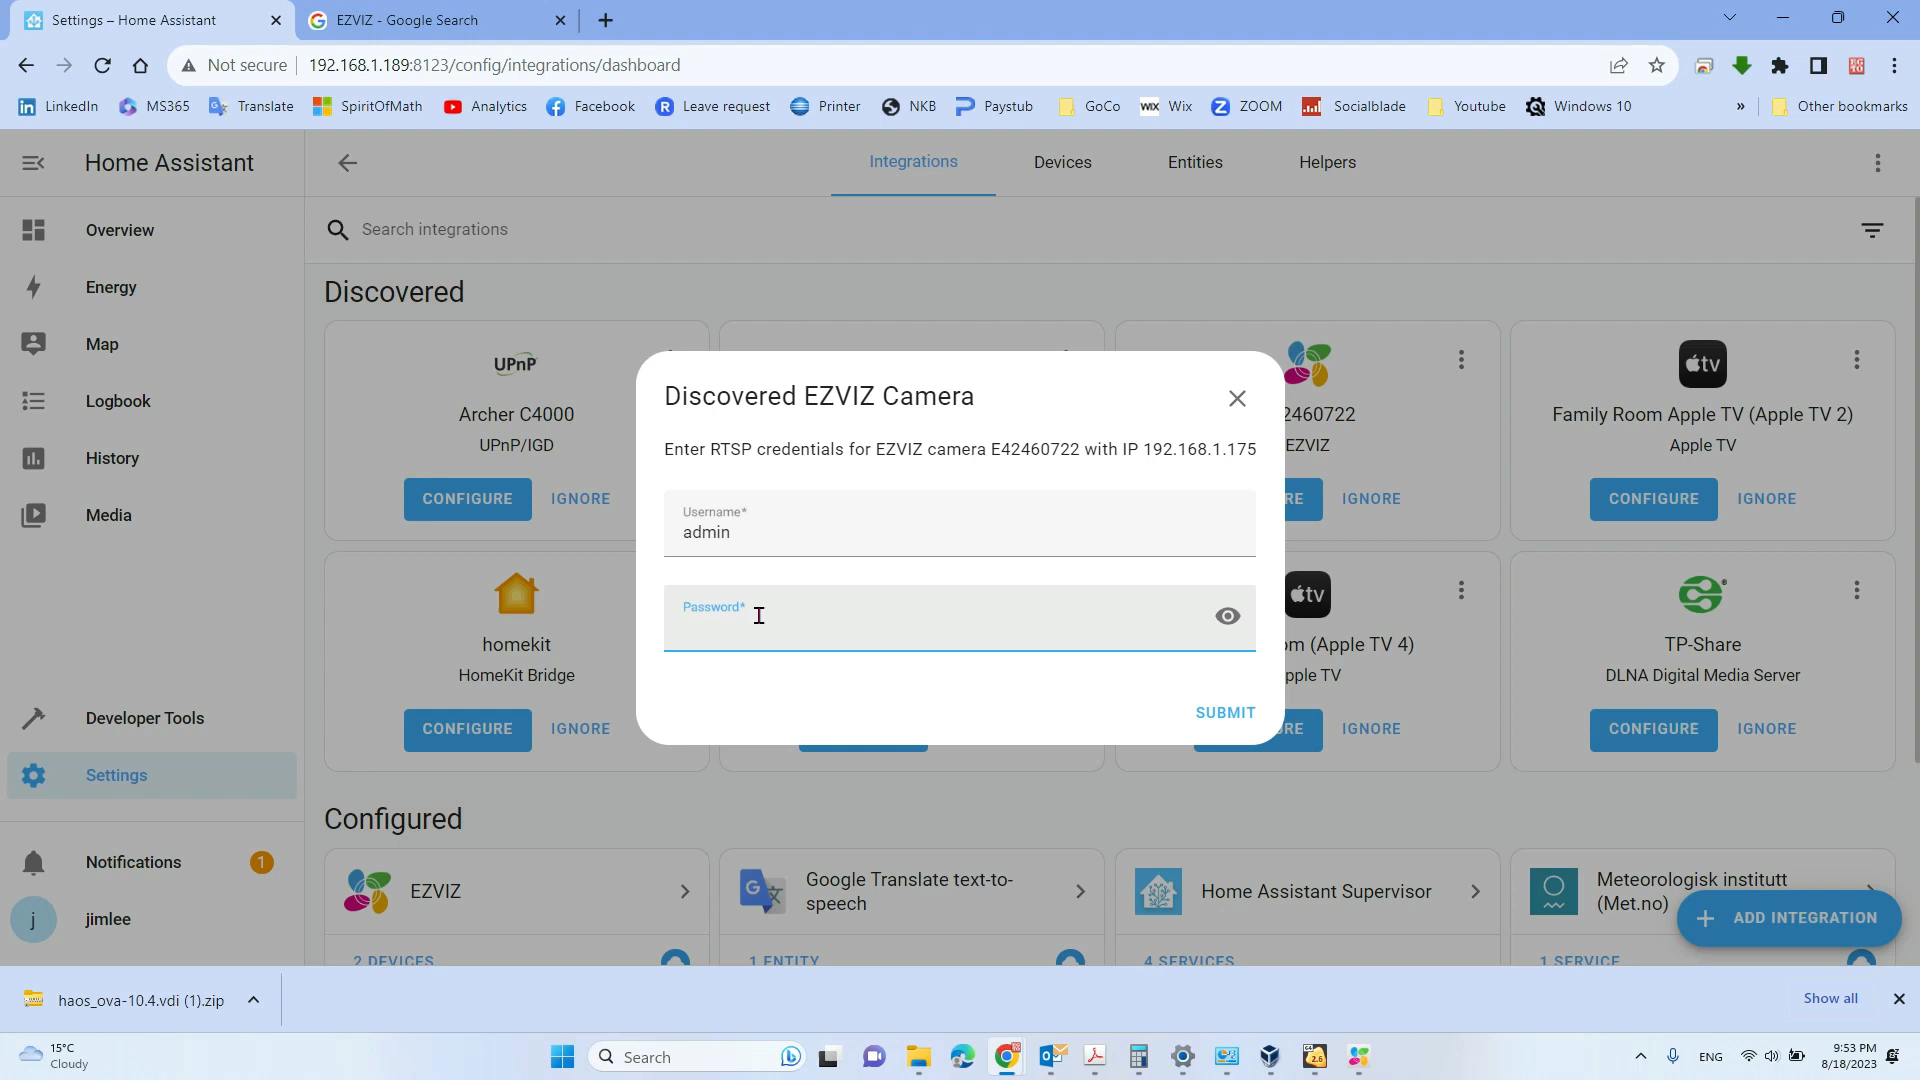 Settings – Home Assistant
EZVIZ - Google Search
Not secure
192.168.1.189:8123/config/integrations/dashboard
LinkedIn
MS365
Translate
SpiritOfMath
Analytics
Facebook
Leave request
Printer
NKB
Paystub
GoCo
WIX Wix
ZOOM
Socialblade
Youtube
Windows 10
»
Other bookmarks
Home Assistant
Integrations
Devices
Entities
Helpers
Overview
Energy
Map
Logbook
History
Media
Developer Tools
Settings
Notifications
1
j
jimlee
Search integrations
Discovered
UPnP
Archer C4000
UPnP/IGD
CONFIGURE
IGNORE
2460722
EZVIZ
RE
IGNORE
tv
Family Room Apple TV (Apple TV 2)
Apple TV
CONFIGURE
IGNORE
homekit
HomeKit Bridge
CONFIGURE
IGNORE
tv
om (Apple TV 4)
pple TV
RE
IGNORE
TP-Share
DLNA Digital Media Server
CONFIGURE
IGNORE
Discovered EZVIZ Camera
Enter RTSP credentials for EZVIZ camera E42460722 with IP 192.168.1.175
Username*
admin
Password*
SUBMIT
Configured
EZVIZ
2 DEVICES
Google Translate text-to-
speech
1 ENTITY
Home Assistant Supervisor
4 SERVICES
Meteorologisk institutt
(Met.no)
1 SERVICE
ADD INTEGRATION
haos_ova-10.4.vdi (1).zip
Show all
15°C
Cloudy
Search
ENG
9:53 PM
8/18/2023